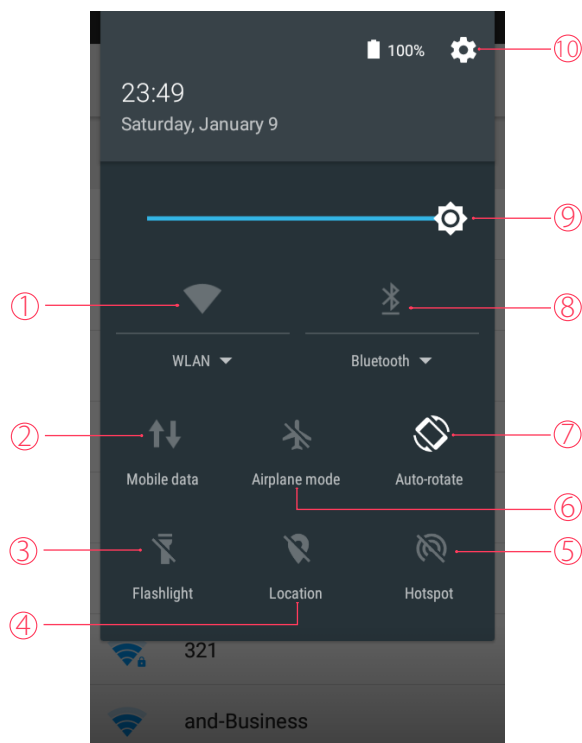 100%
⑩
23:49
Saturday, January 9
⑨
①
⑧
WLAN
Bluetooth
②
⑦
Mobile data
Airplane mode
Auto-rotate
⑥
③
⑤
Flashlight
Location
Hotspot
④
321
and-Business